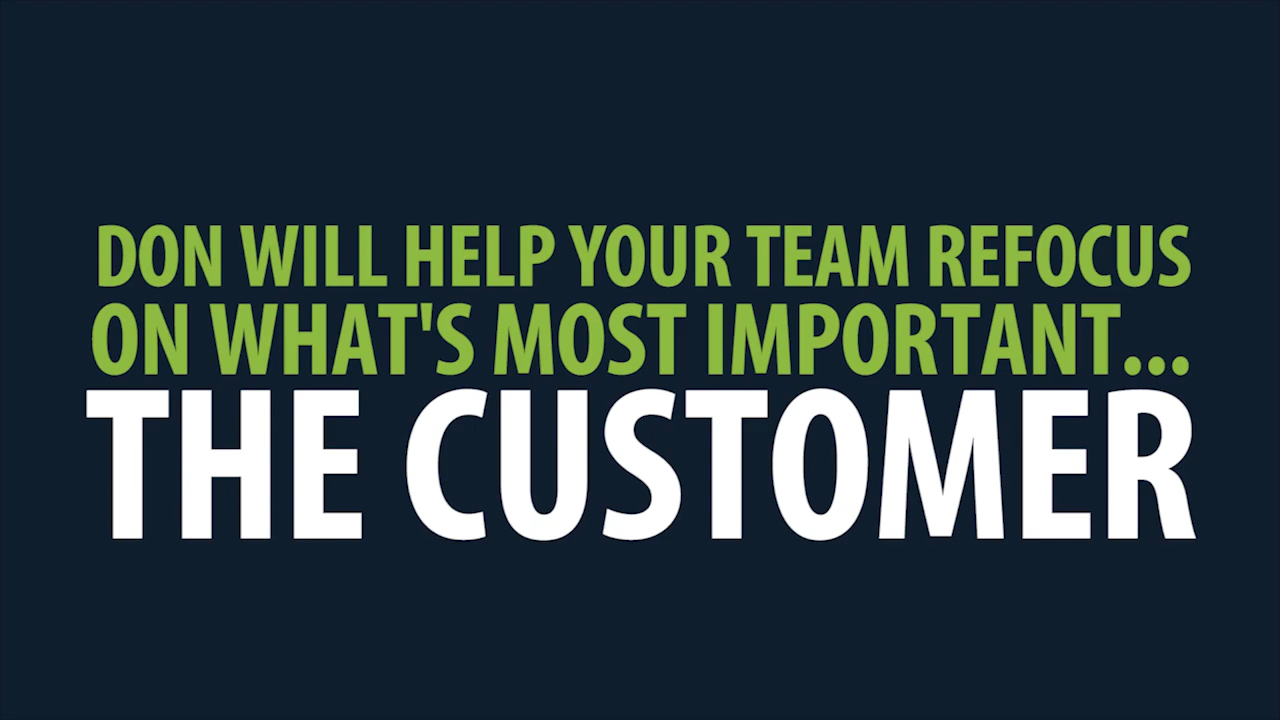 DON WILL HELP YOUR TEAM REFOCUS
ON WHAT'S MOST IMPORTANT...
THE CUSTOMER